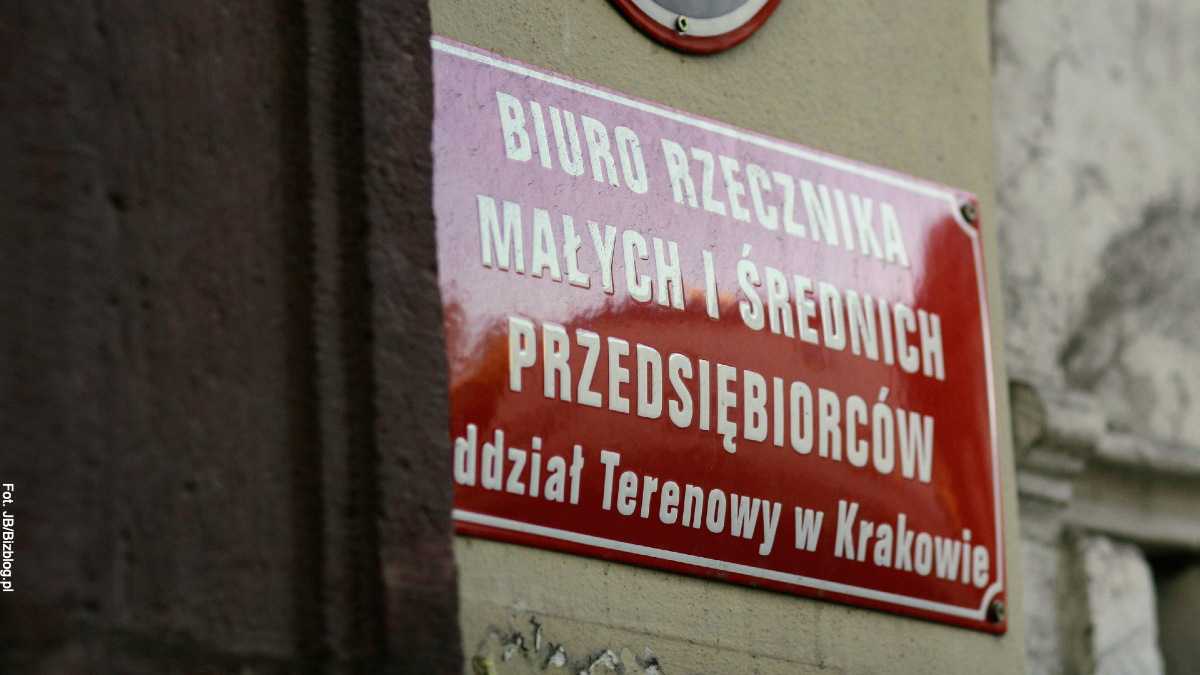 BIURO RZECZNIKA
MAŁYCH I ŚREDNICH
PRZEDSIĘBIORCÓW
ddział Terenowy w Krakowie
Fot. JB/Bizblog.pl